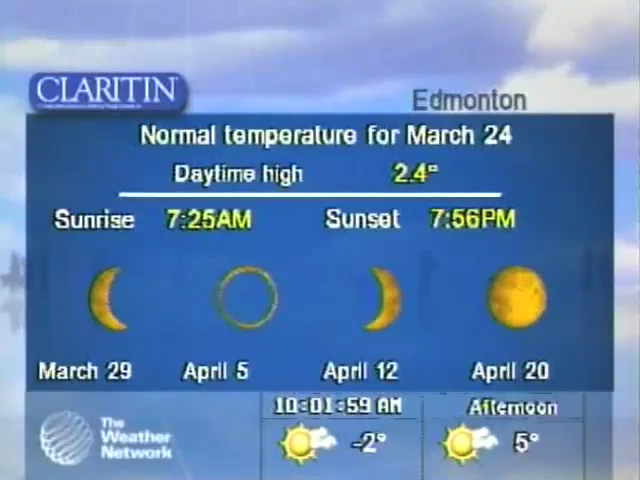 CLARITIN
Edmonton
Normal temperature for March 24
Daytime high 2.4°
Sunrise 7:25AM Sunset 7:56PM
March 29 April 5 April 12 April 20
The Weather Network
10:01:59 AM Afternoon
-2° 5°